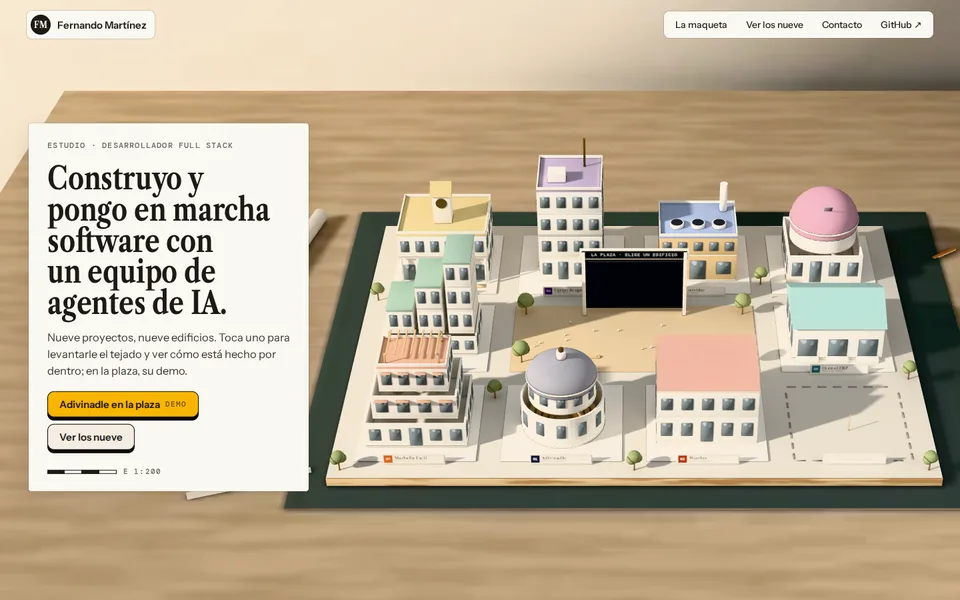 FM Fernando Martínez
La maqueta Ver los nueve Contacto GitHub ↗
ESTUDIO · DESARROLLADOR FULL STACK
Construyo y
pongo en marcha
software con
un equipo de
agentes de IA.
Nueve proyectos, nueve edificios. Toca uno para
levantarle el tejado y ver cómo está hecho por
dentro; en la plaza, su demo.
Adivinadle en la plaza DEMO
Ver los nueve
E 1:200
LA PLAZA · ELIGE UN EDIFICIO